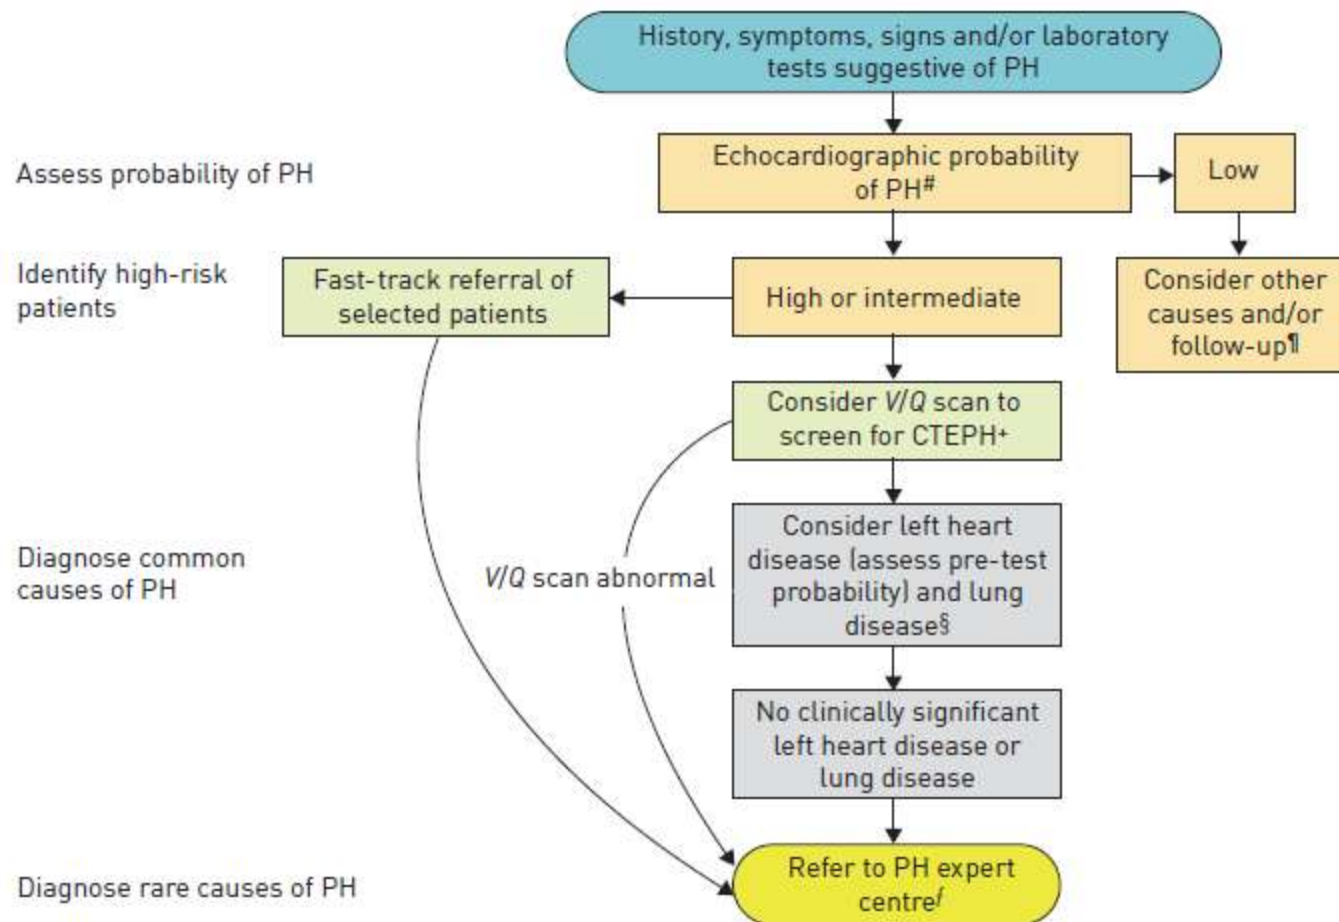 History, symptoms, signs and/or laboratory
tests suggestive of PH
Assess probability of PH
Echocardiographic probability
of PH#
Low
Identify high-risk
patients
Fast-track referral of
selected patients
High or intermediate
Consider other
causes and/or
follow-up¶
Consider V/Q scan to
screen for CTEPH+
Diagnose common
causes of PH
V/Q scan abnormal
Consider left heart
disease (assess pre-test
probability) and lung
disease§
No clinically significant
left heart disease or
lung disease
Diagnose rare causes of PH
Refer to PH expert
centreƒ